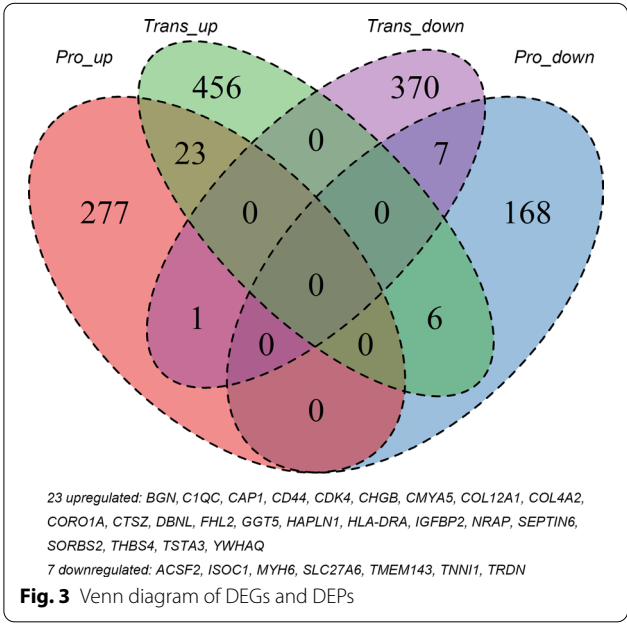 Trans_up
Trans_down
Pro_up
Pro_down
456
370
23
0
7
277
0
0
168
0
1
6
0
0
0
23 upregulated: BGN, C1QC, CAP1, CD44, CDK4, CHGB, CMYA5, COL12A1, COL4A2,
CORO1A, CTSZ, DBNL, FHL2, GGT5, HAPLN1, HLA-DRA, IGFBP2, NRAP, SEPTIN6,
SORBS2, THBS4, TSTA3, YWHAQ
7 downregulated: ACSF2, ISOC1, MYH6, SLC27A6, TMEM143, TNNI1, TRDN
Fig. 3 Venn diagram of DEGs and DEPs